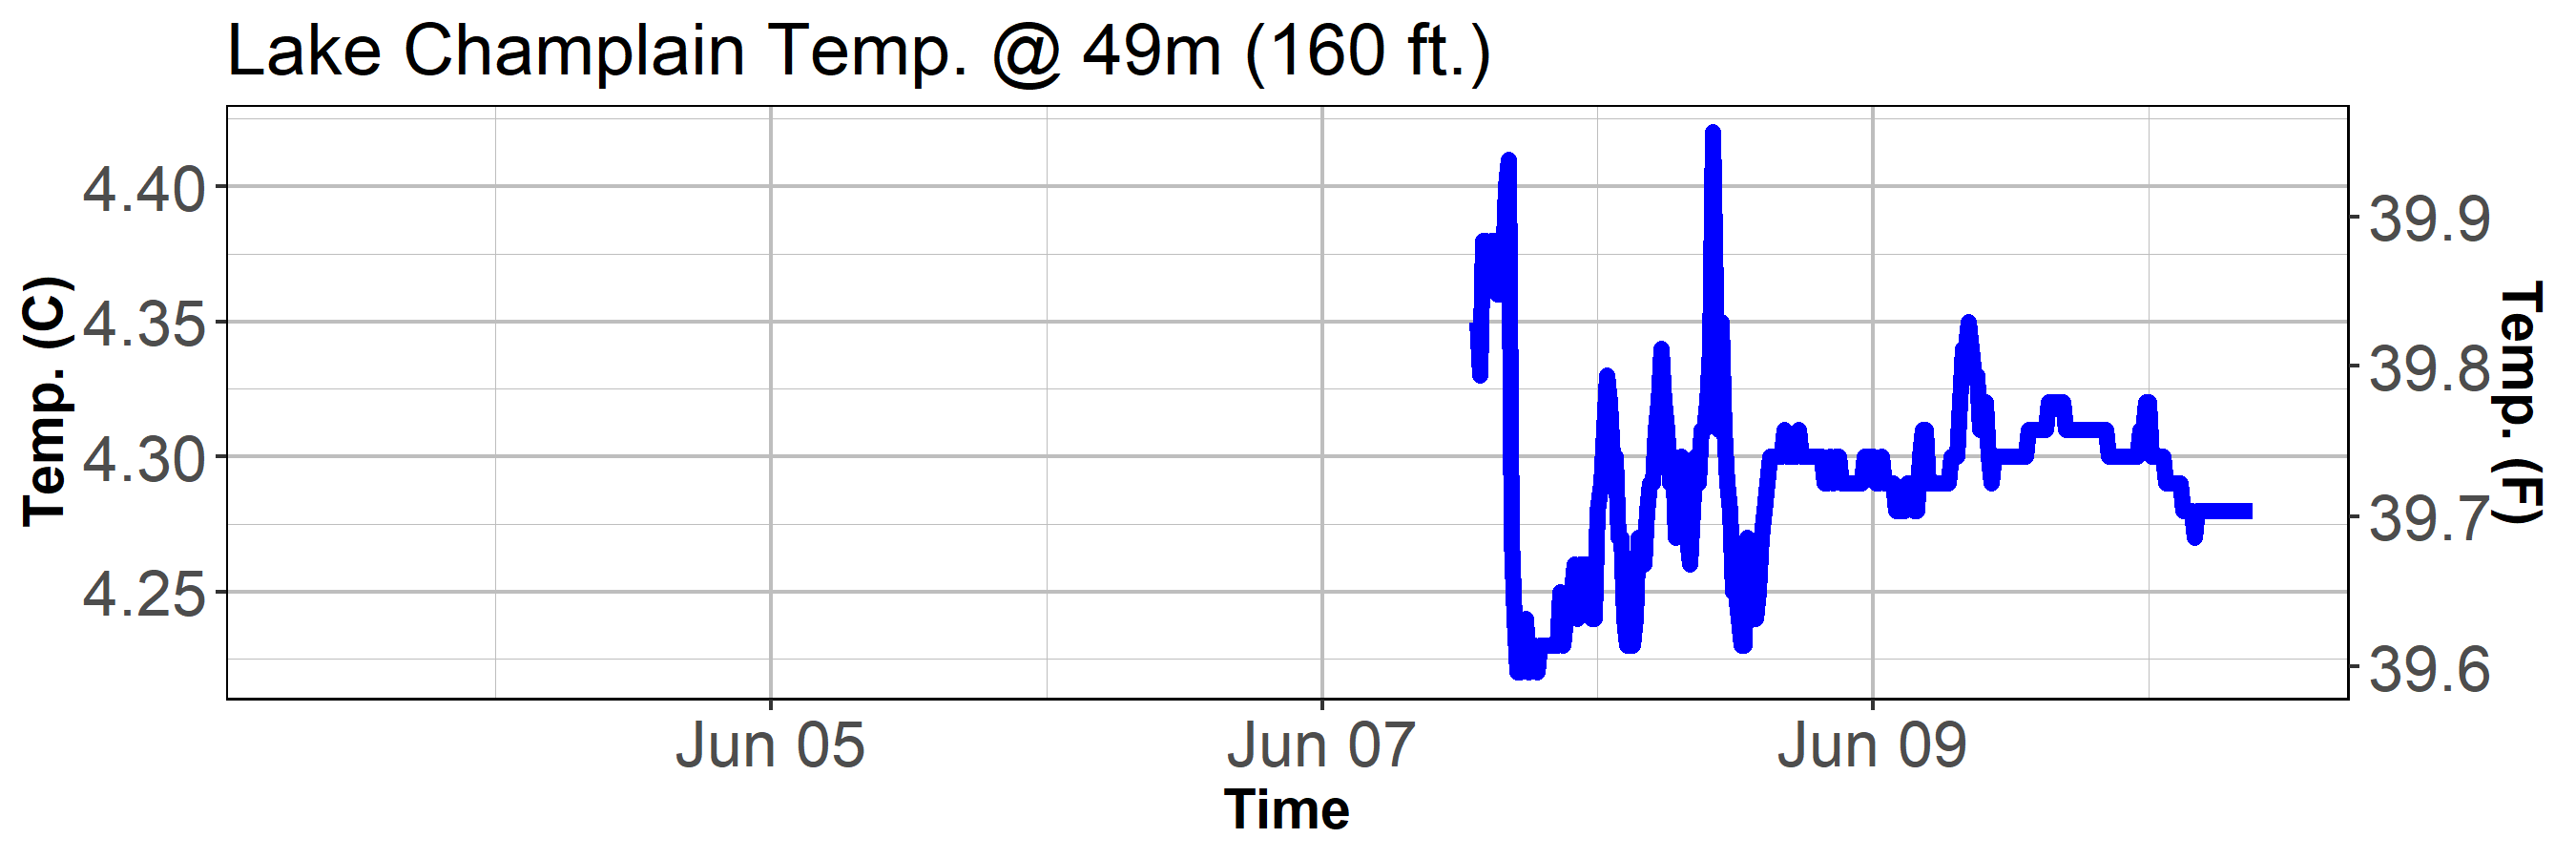 Lake Champlain Temp. @ 49m (160 ft.)
4.40
4.35
4.30
4.25
Temp. (C)
39.9
39.8
39.7
39.6
Temp. (F)
Jun 05
Jun 07
Jun 09
Time